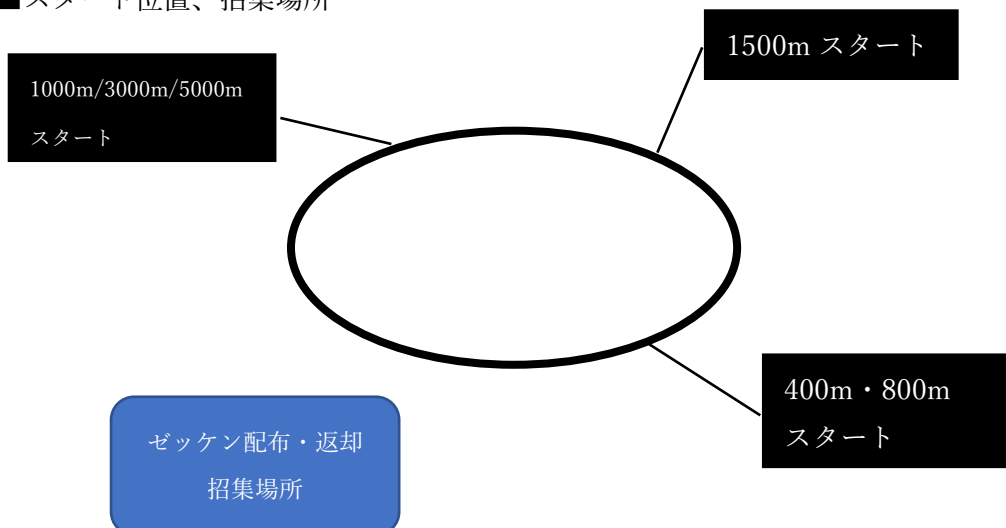 ■スタート位置、招集場所
1500m スタート
1000m/3000m/5000m
スタート
400m・800m
スタート
ゼッケン配布・返却
招集場所